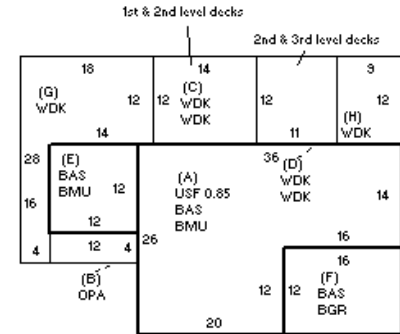 1st & 2nd level decks
2nd & 3rd level decks
18
14
9
(G)
WDK
12
12
(C)
WDK
WDK
12
12
(H)
WDK
14
11
28
(E)
BAS
BMU
12
36
(D)
WDK
WDK
(A)
USF 0.85
BAS
BMU
14
16
12
4
12
4
26
16
16
(B)
OPA
12
12
(F)
BAS
BGR
20